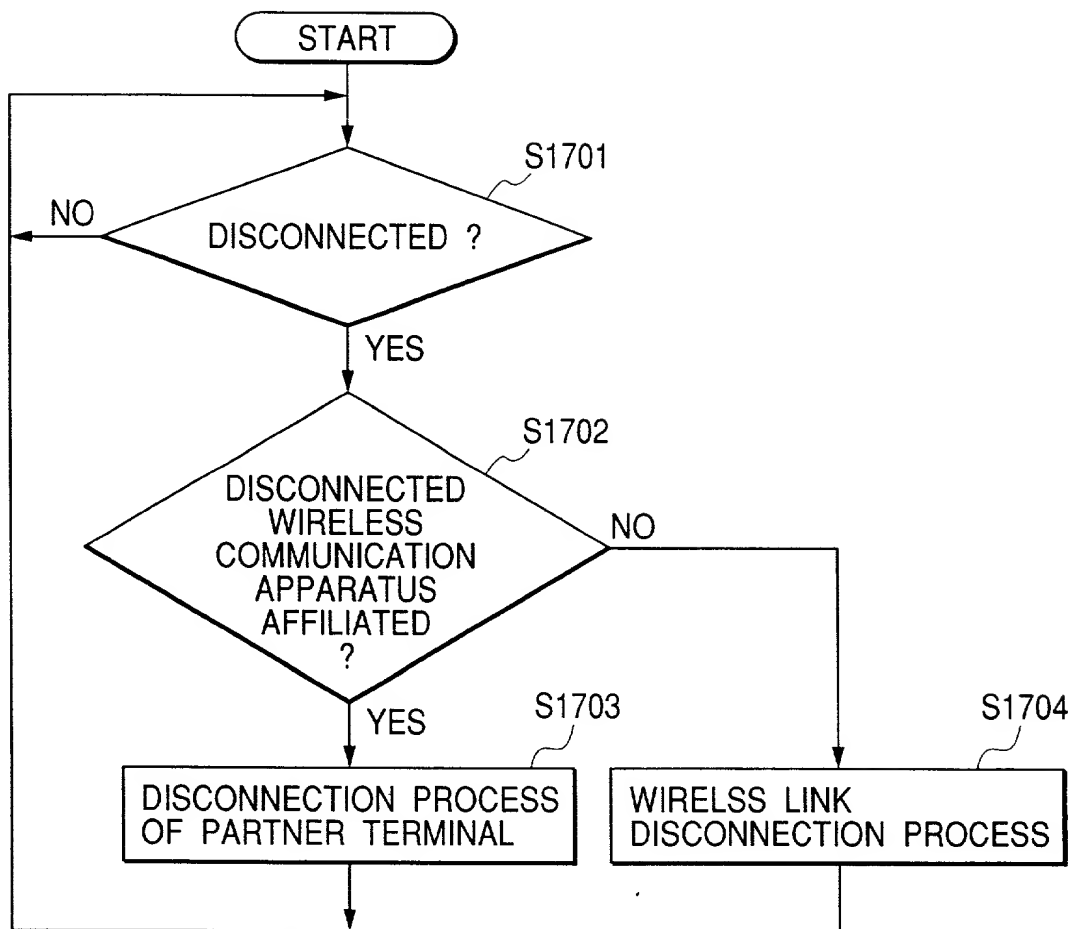 START
S1701
NO
DISCONNECTED ?
YES
S1702
DISCONNECTED
WIRELESS
COMMUNICATION
APPARATUS
AFFILIATED
?
NO
YES
S1703
S1704
DISCONNECTION PROCESS
OF PARTNER TERMINAL
WIRELSS LINK
DISCONNECTION PROCESS